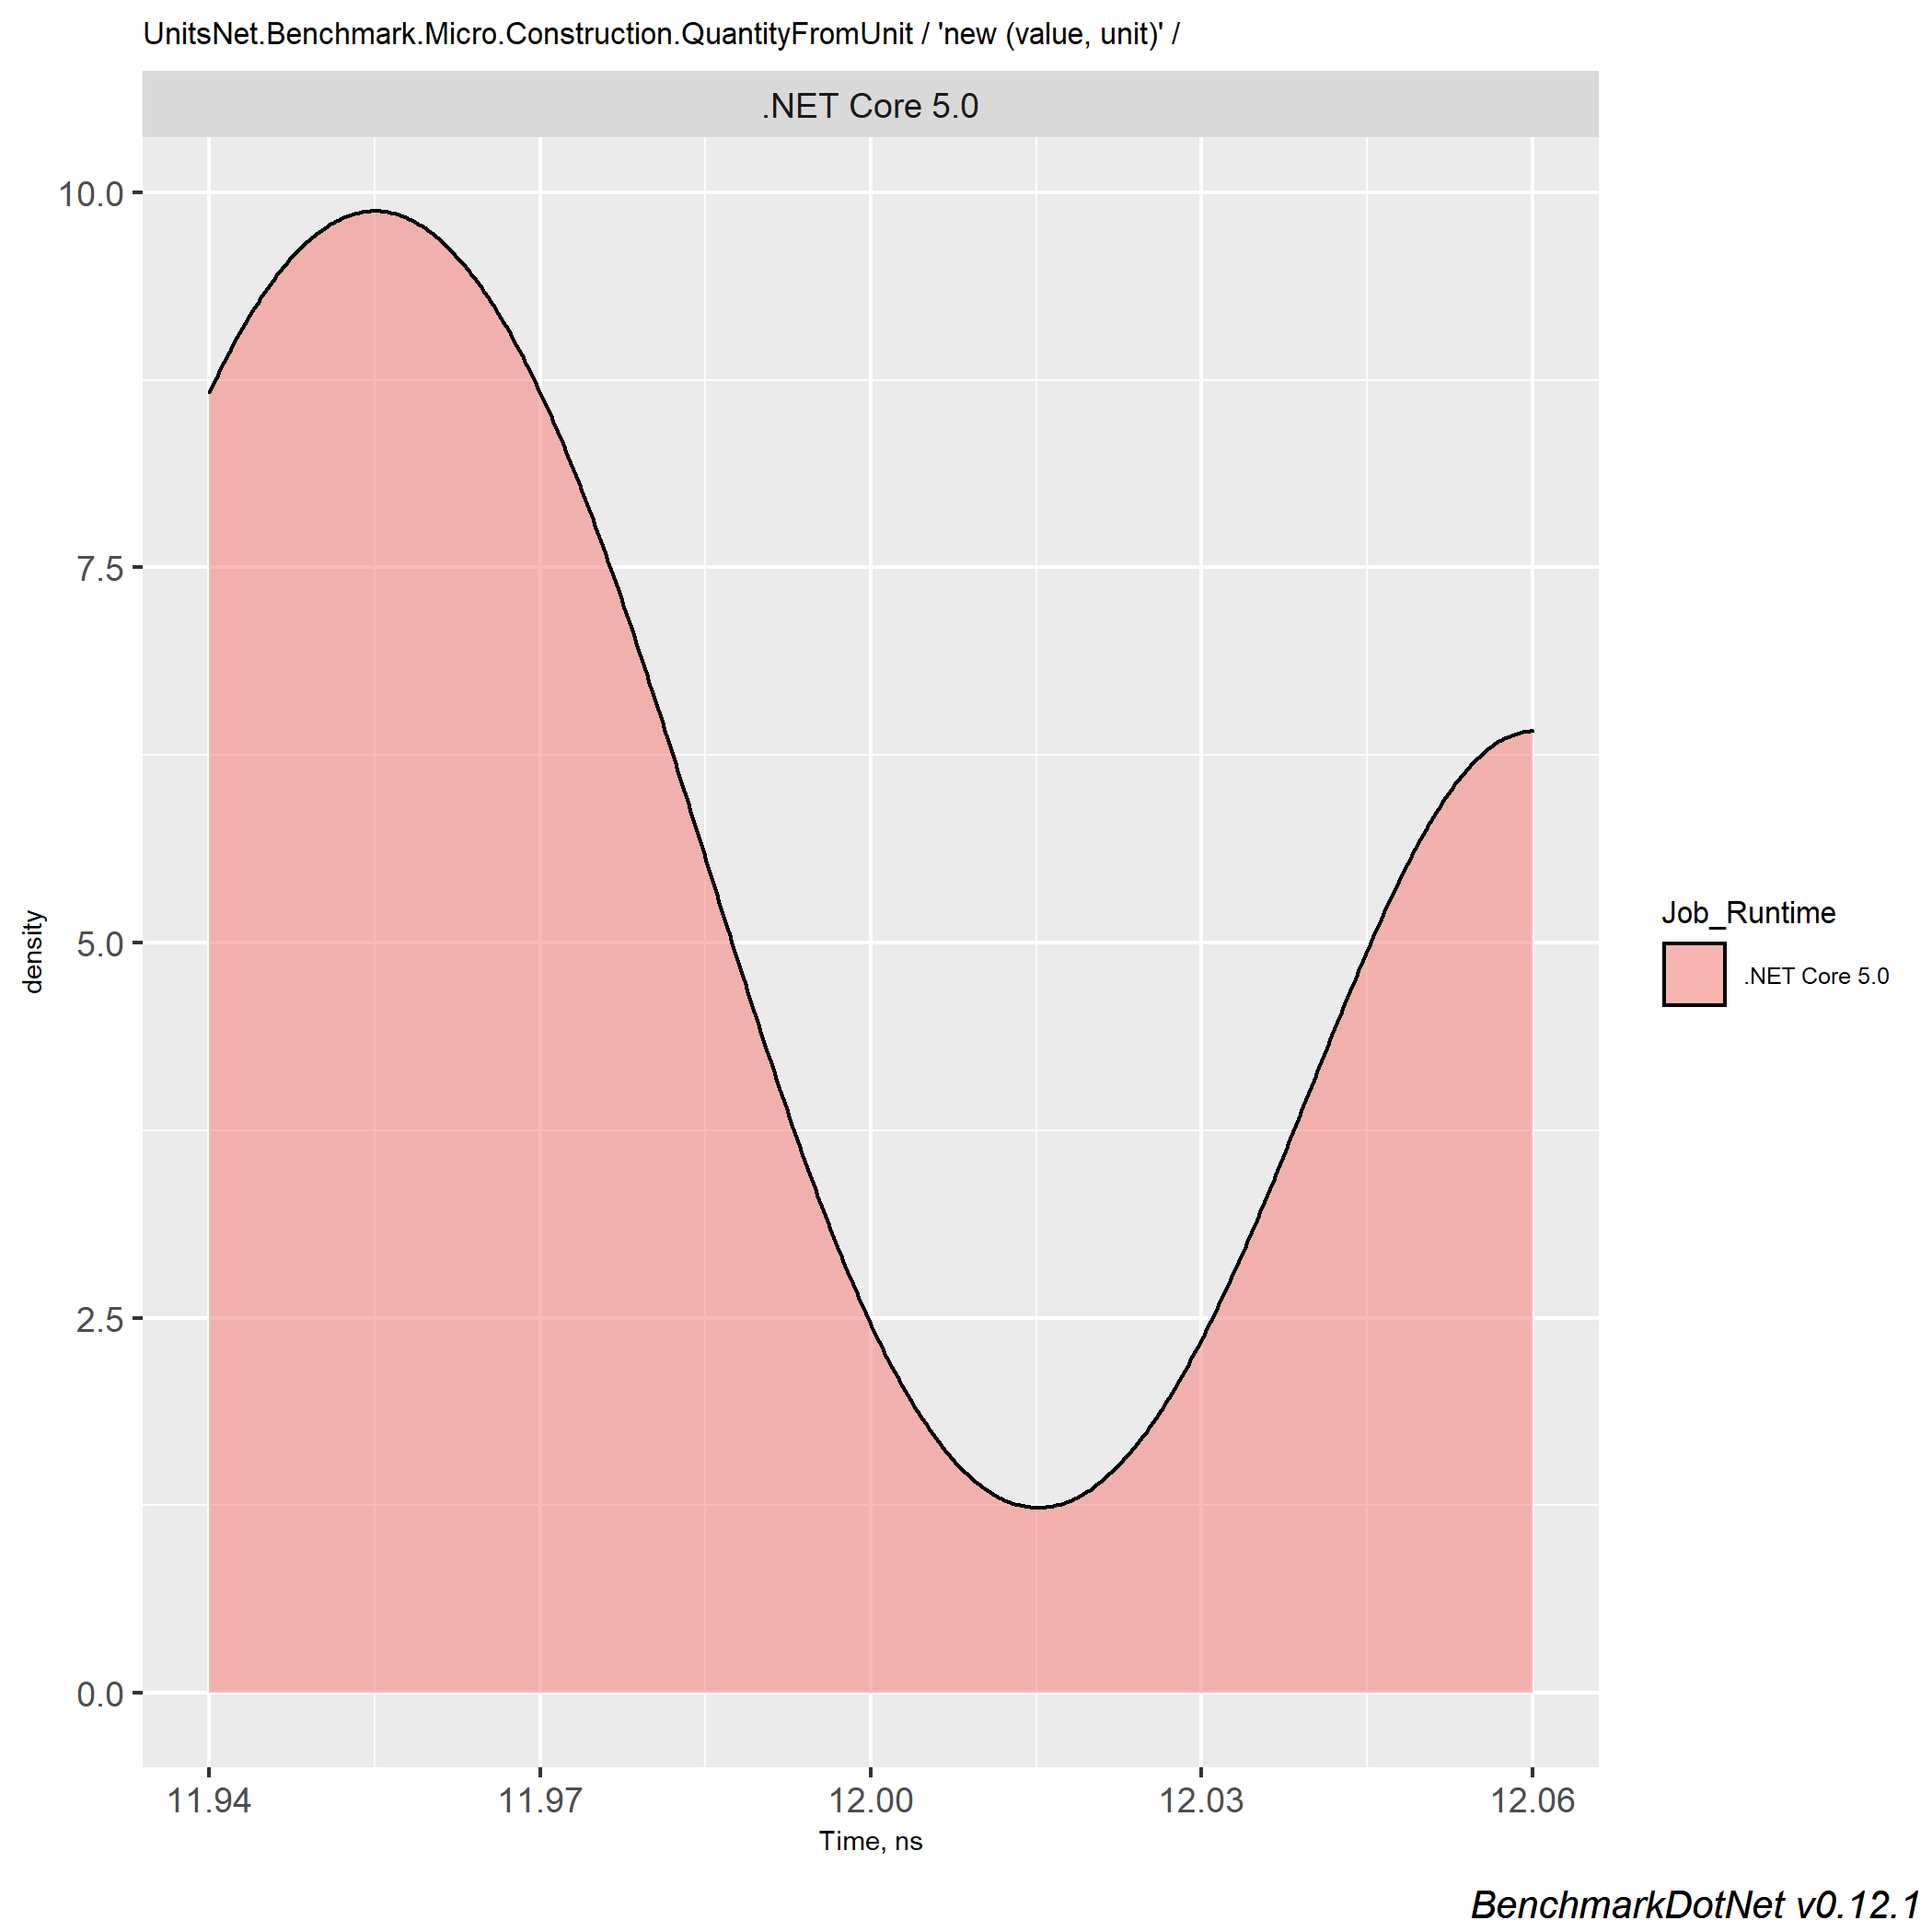 UnitsNet.Benchmark.Micro.Construction.QuantityFromUnit / 'new (value, unit)' /
.NET Core 5.0
10.0
7.5
5.0
2.5
0.0
density
11.94 11.97 12.00 12.03 12.06
Time, ns
Job_Runtime
.NET Core 5.0
BenchmarkDotNet v0.12.1